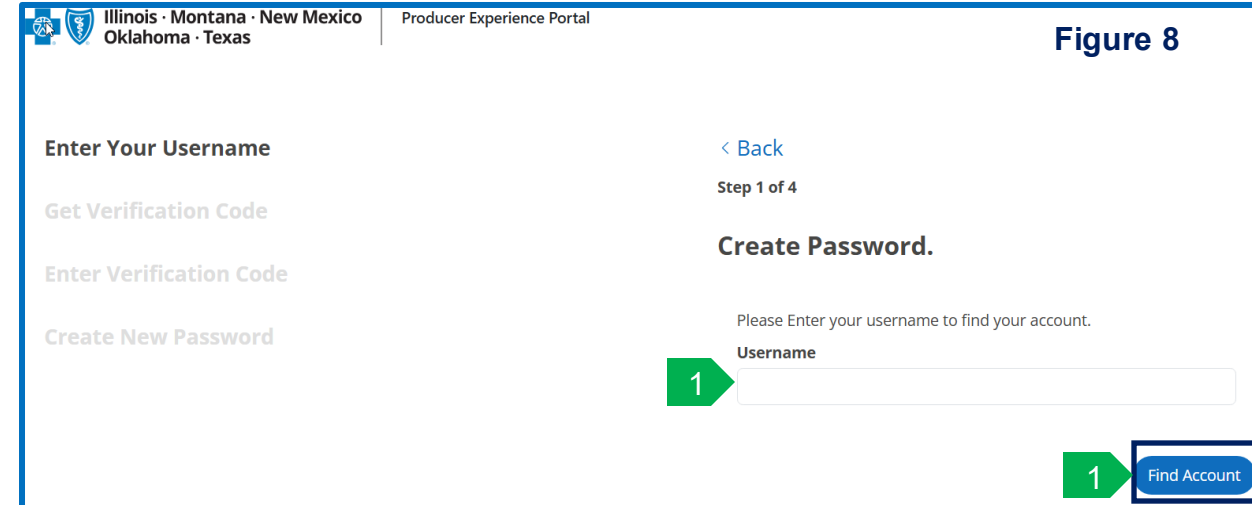 Illinois · Montana · New Mexico
Oklahoma · Texas
Producer Experience Portal
Figure 8
Enter Your Username
Get Verification Code
Enter Verification Code
Create New Password
< Back
Step 1 of 4
Create Password.
Please Enter your username to find your account.
Username
1
1
Find Account